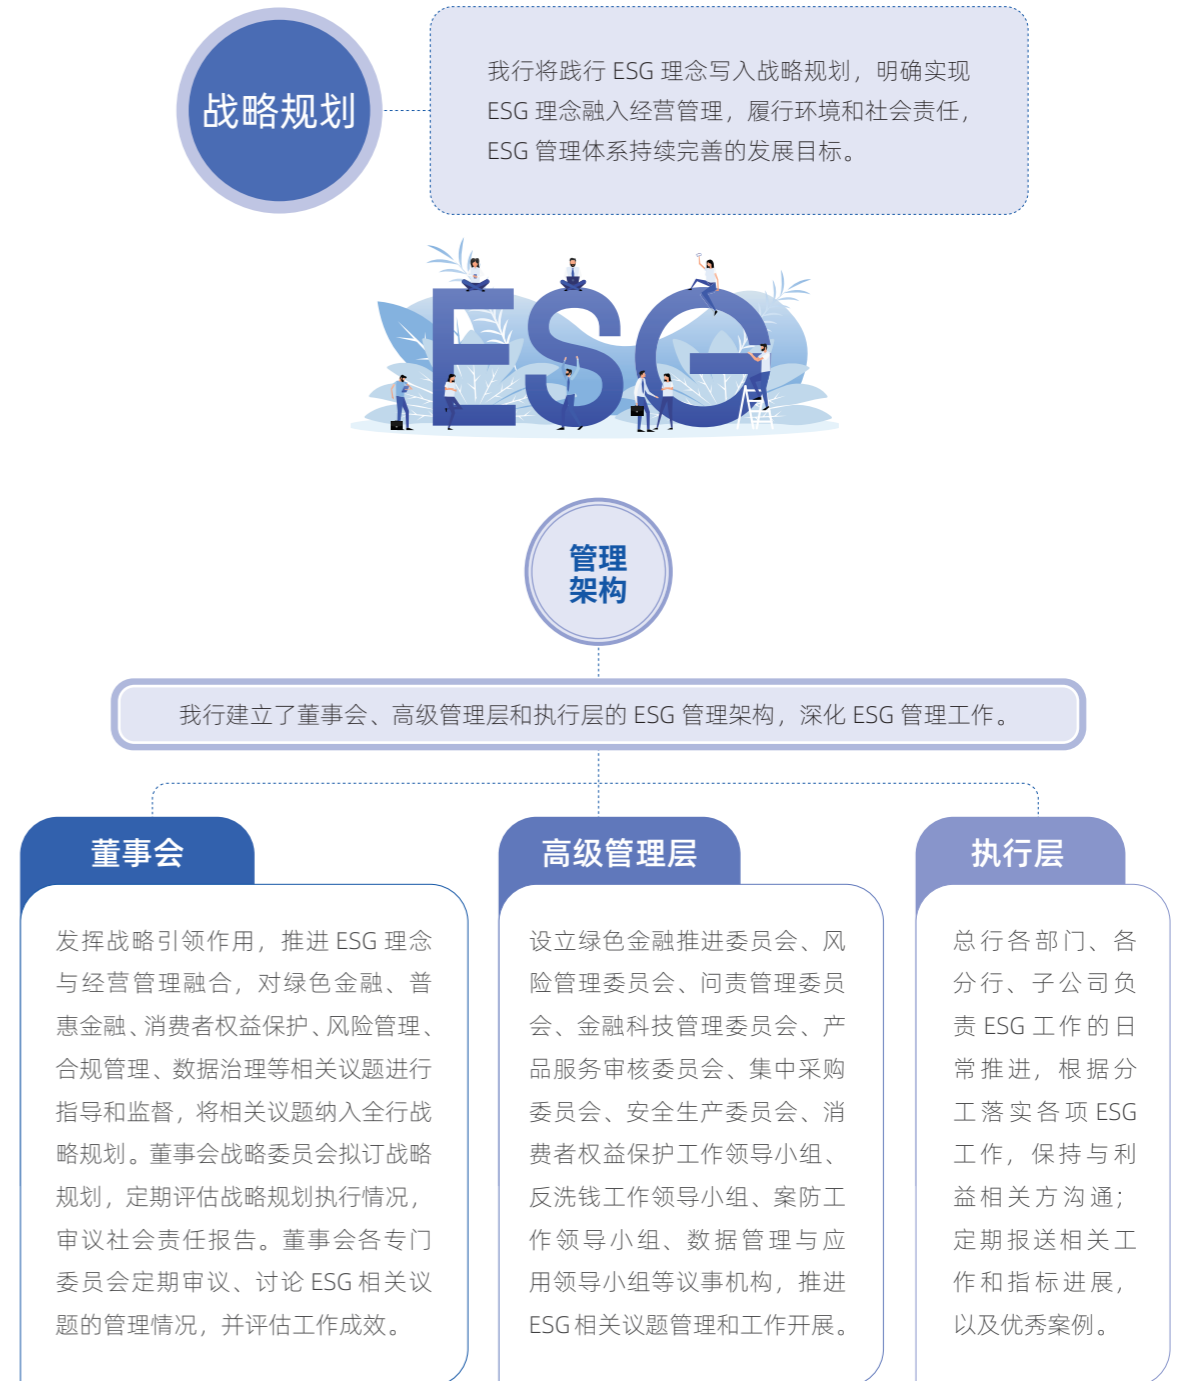 战略规划
我行将践行 ESG 理念写入战略规划，明确实现
ESG 理念融入经营管理，履行环境和社会责任，
ESG 管理体系持续完善的发展目标。
ESG
管理
架构
我行建立了董事会、高级管理层和执行层的 ESG 管理架构，深化 ESG 管理工作。
董事会
发挥战略引领作用，推进 ESG 理念
与经营管理融合，对绿色金融、普
惠金融、消费者权益保护、风险管理、
合规管理、数据治理等相关议题进行
指导和监督，将相关议题纳入全行战
略规划。董事会战略委员会拟订战略
规划，定期评估战略规划执行情况，
审议社会责任报告。董事会各专门
委员会定期审议、讨论 ESG 相关议
题的管理情况，并评估工作成效。
高级管理层
设立绿色金融推进委员会、风
险管理委员会、问责管理委员
会、金融科技管理委员会、产
品服务审核委员会、集中采购
委员会、安全生产委员会、消
费者权益保护工作领导小组、
反洗钱工作领导小组、案防工
作领导小组、数据管理与应
用领导小组等议事机构，推进
ESG 相关议题管理和工作开展。
执行层
总行各部门、各
分行、子公司负
责 ESG 工作的日
常推进，根据分
工落实各项 ESG
工作，保持与利
益相关方沟通；
定期报送相关工
作和指标进展，
以及优秀案例。